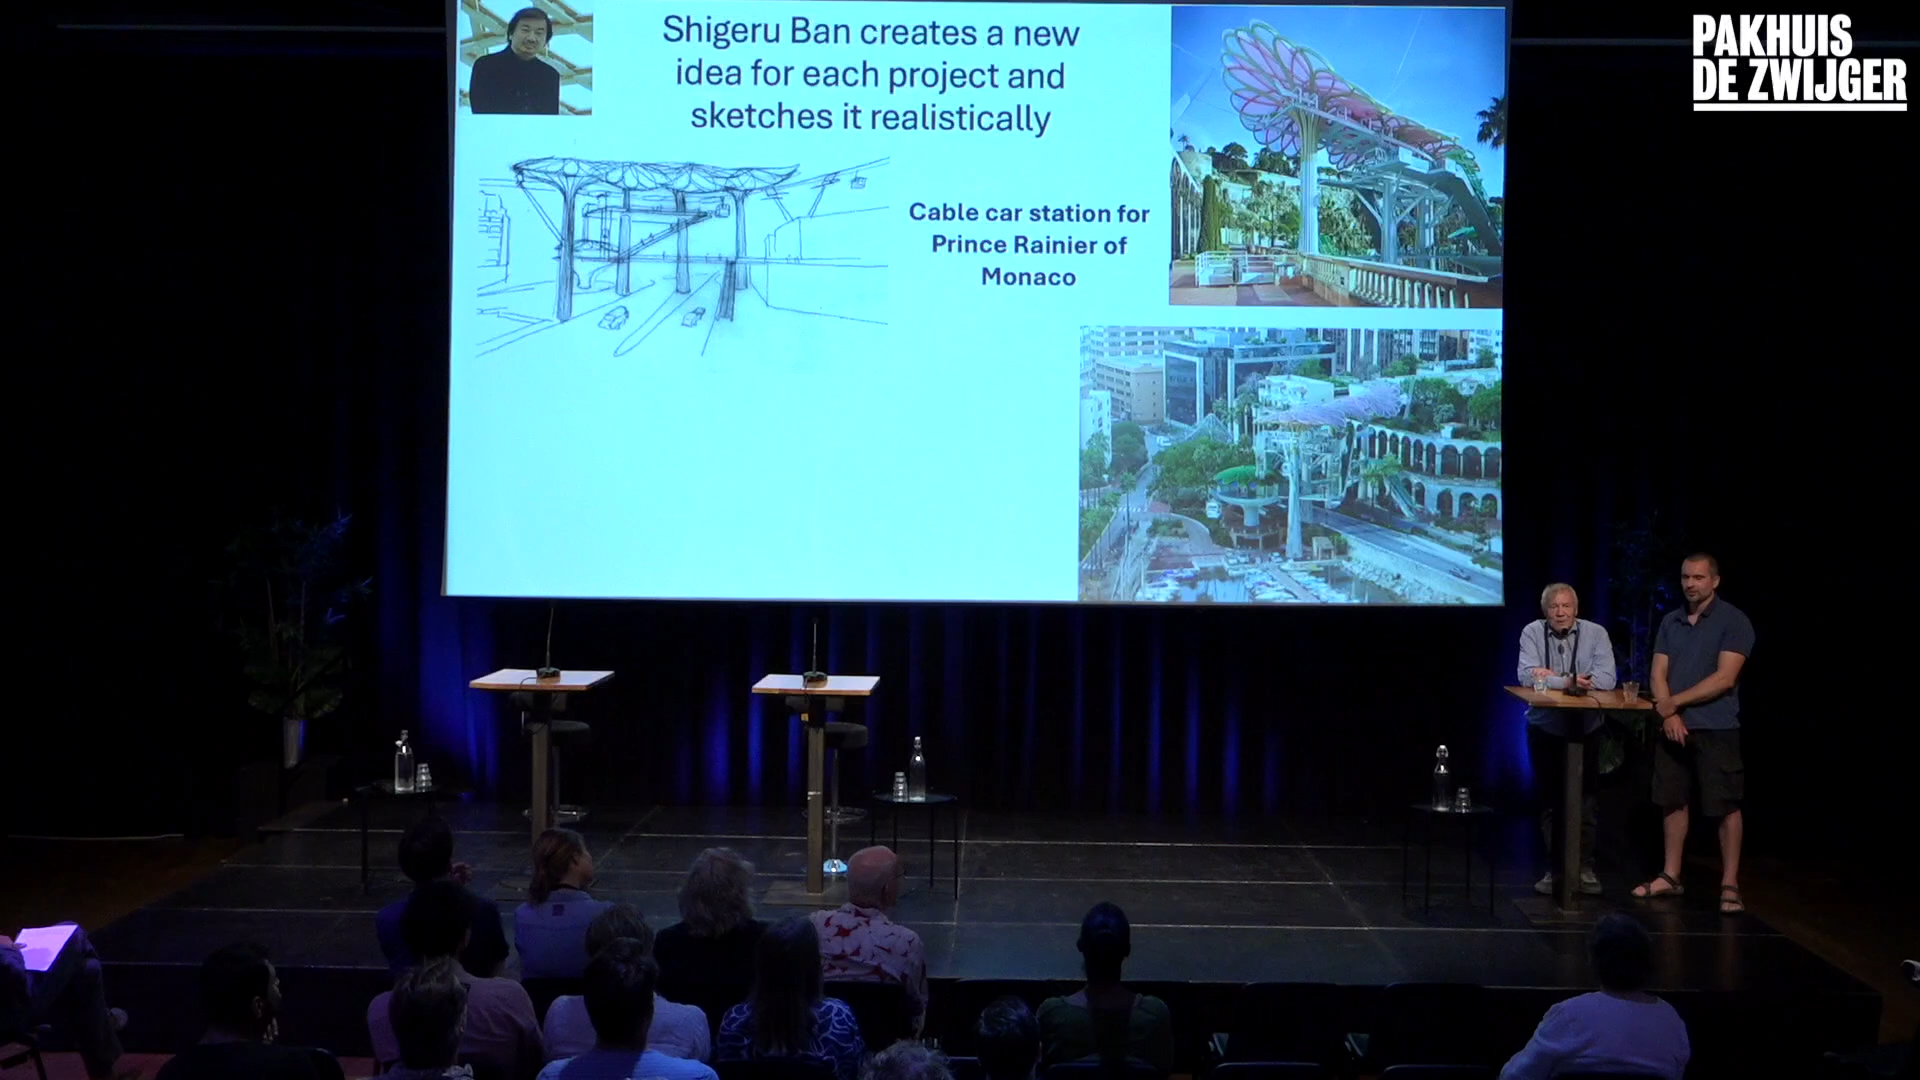 Shigeru Ban creates a new
idea for each project and
sketches it realistically
Cable car station for
Prince Rainier of
Monaco
PAKHUIS
DE ZWIJGER